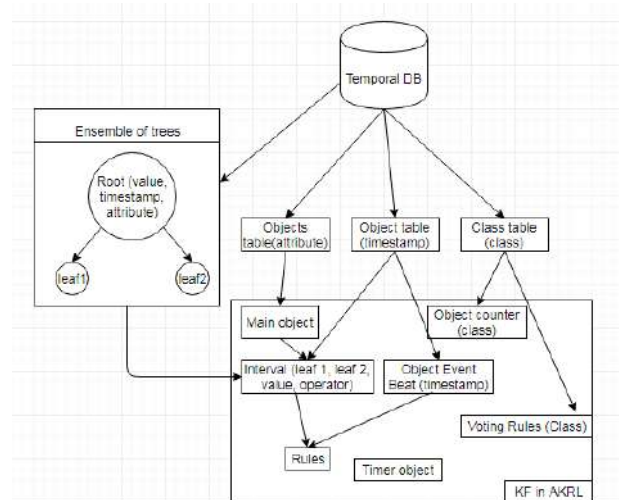 Temporal DB
Ensemble of trees
Root (value,
timestamp,
attribute)
leaf1
leaf2
Objects
table(attribute)
Object table
(timestamp)
Class table
(class)
Main object
Object counter
(class)
Interval (leaf 1, leaf 2,
value, operator)
Object Event
Beat (timestamp)
Voting Rules (Class)
Rules
Timer object
KF in AKRL